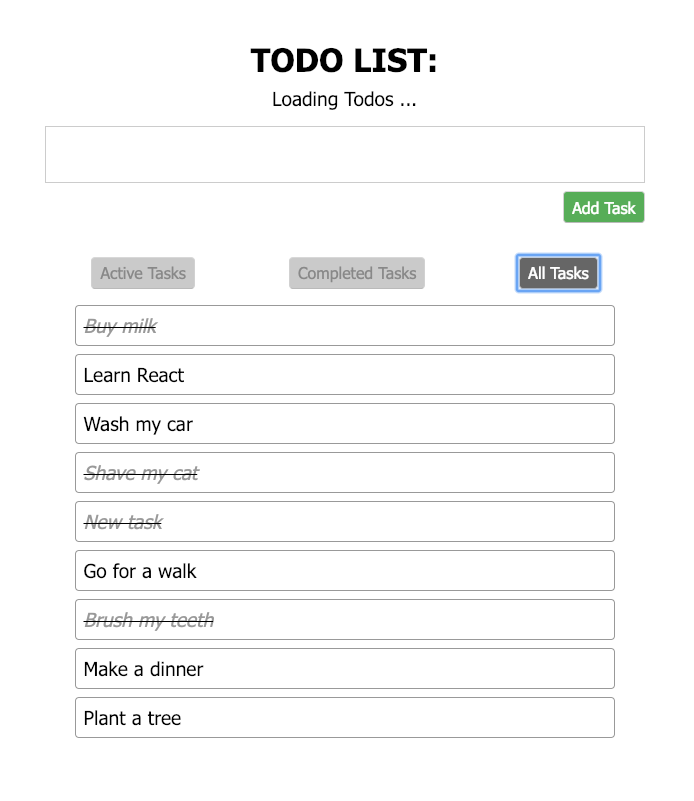 TODO LIST:
Loading Todos ...
Add Task
Active Tasks Completed Tasks All Tasks
Buy milk
Learn React
Wash my car
Shave my cat
New task
Go for a walk
Brush my teeth
Make a dinner
Plant a tree